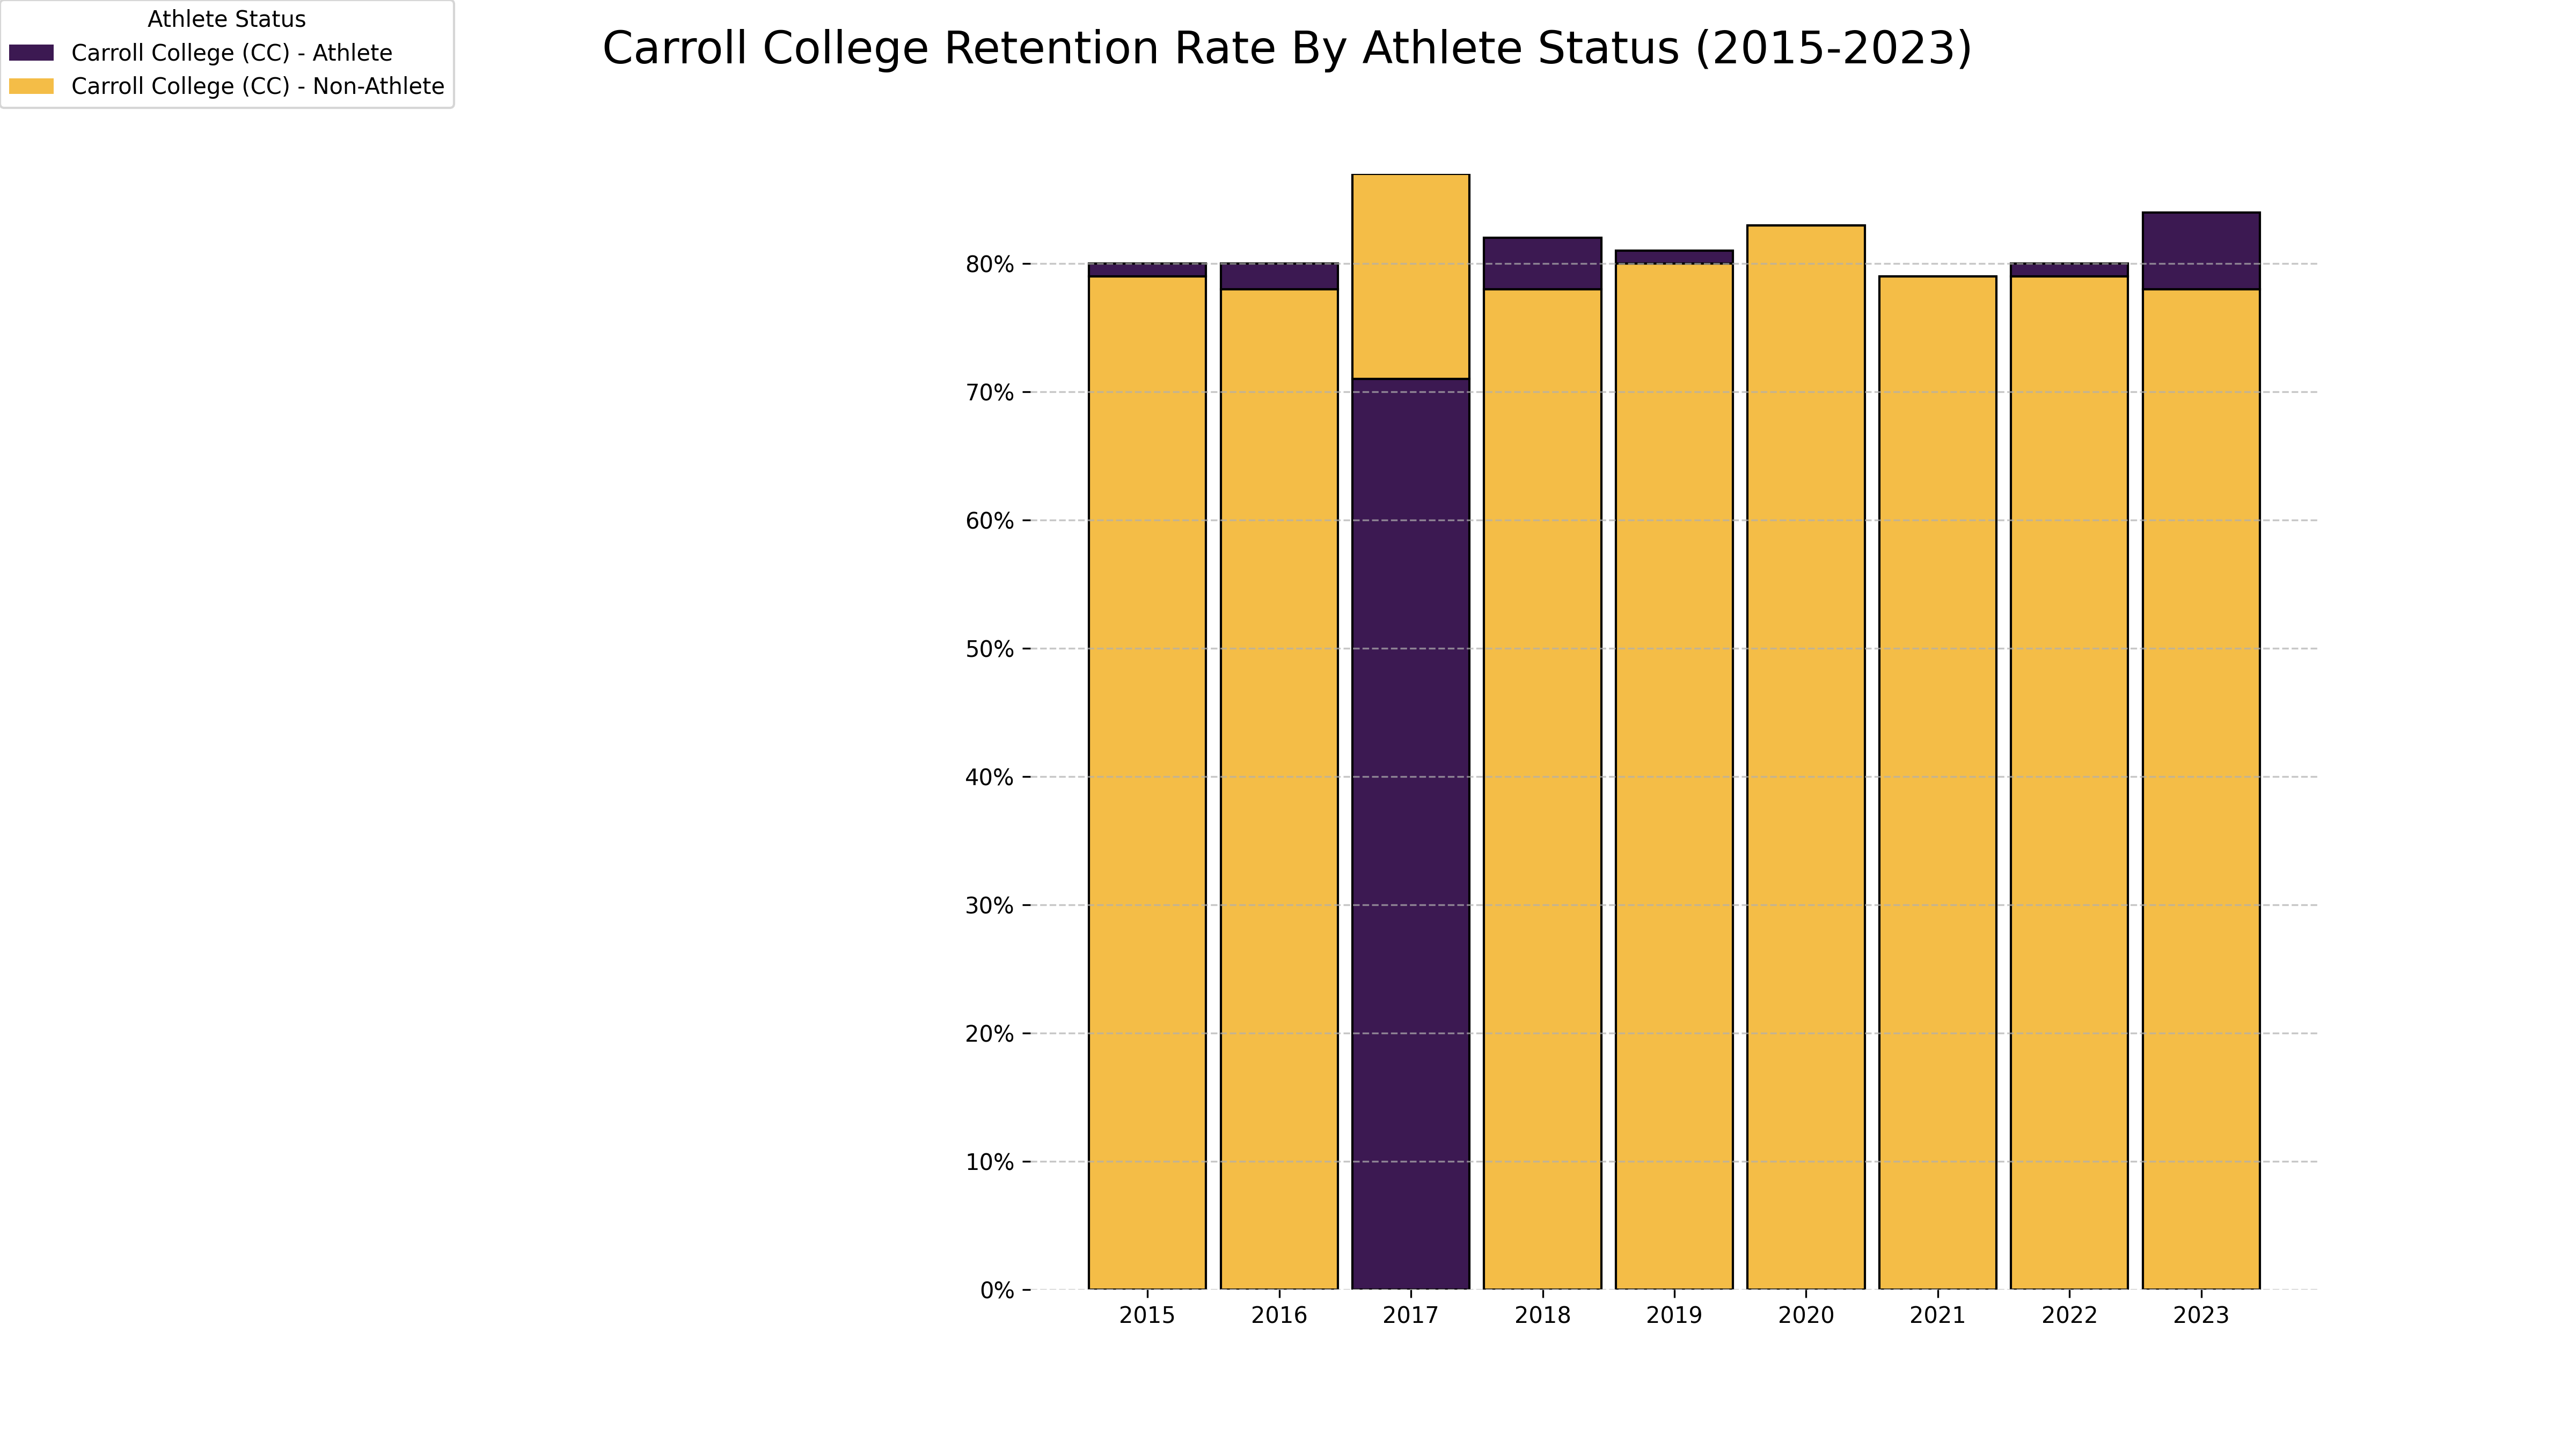 Athlete Status
Carroll College (CC) - Athlete
Carroll College (CC) - Non-Athlete
Carroll College Retention Rate By Athlete Status (2015-2023)
80%
70%
60%
50%
40%
30%
20%
10%
0%
2015 2016 2017 2018 2019 2020 2021 2022 2023